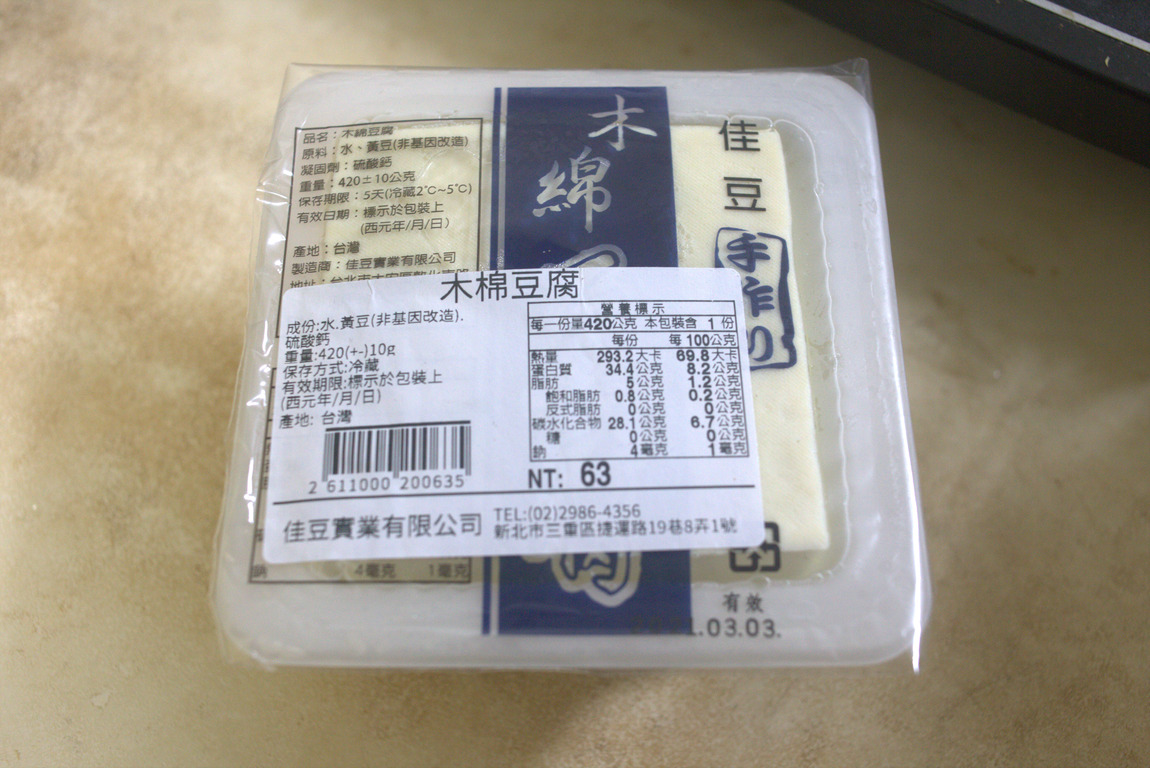 品名：木綿豆腐
原料：水、黃豆(非基因改造)
凝固劑：硫酸鈣
重量：420±10公克
保存期限：5天(冷藏2℃~5℃)
有效日期：標示於包裝上
(西元年/月/日)
產地：台灣
製造商：佳豆實業有限公司
木綿
佳豆
手作り
木棉豆腐
成份:水.黃豆(非基因改造).
硫酸鈣
重量:420(+-)10g
保存方式:冷藏
有效期限:標示於包裝上
(西元年/月/日)
產地: 台灣
2 611000 200635
營養標示
每一份量420公克 本包裝含 1 份
每份 每 100公克
熱量 293.2大卡 69.8大卡
蛋白質 34.4公克 8.2公克
脂肪 5公克 1.2公克
飽和脂肪 0.8公克 0.2公克
反式脂肪 0公克 0公克
碳水化合物 28.1公克 6.7公克
糖 0公克 0公克
鈉 4毫克 1毫克
NT: 63
佳豆實業有限公司
TEL:(02)2986-4356
新北市三重區捷運路19巷8弄1號
鈉 4毫克 1毫克
有效
.03.03.